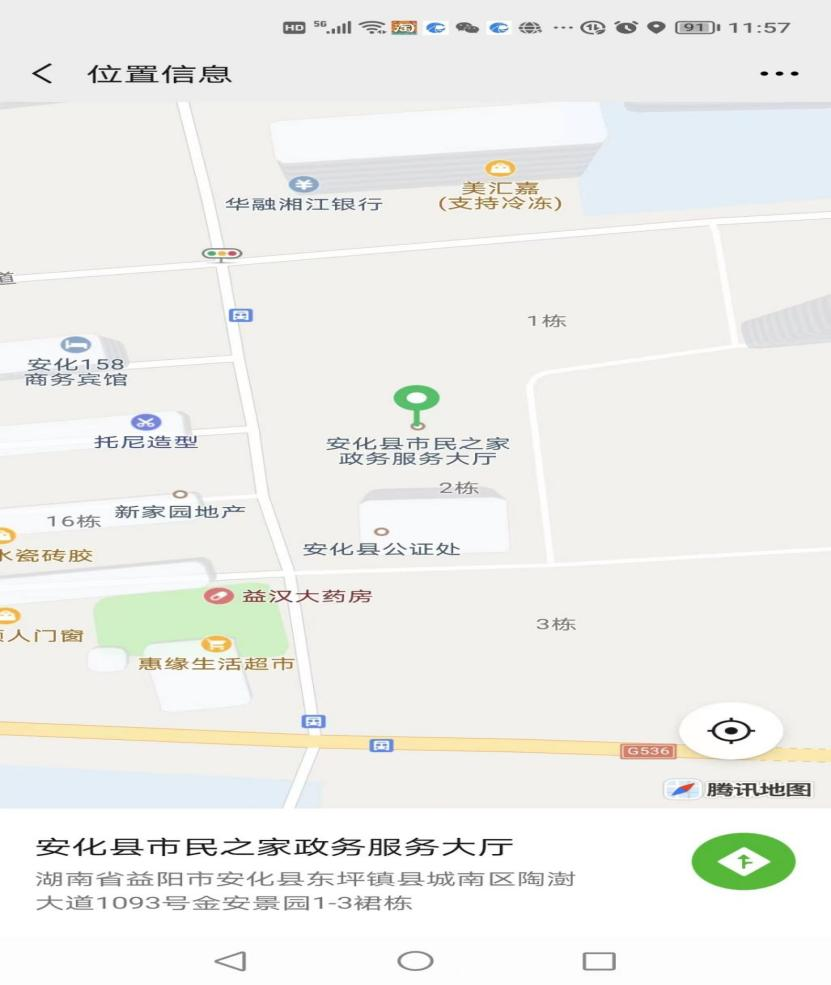 HD 5G 淘 91 11:57
位置信息
华融湘江银行
美汇嘉
(支持冷冻)
道
1栋
安化158
商务宾馆
托尼造型
安化县市民之家
政务服务大厅
2栋
新家园地产
16栋
安化县公证处
水瓷砖胶
益汉大药房
3栋
人门窗
惠缘生活超市
G536
腾讯地图
安化县市民之家政务服务大厅
湖南省益阳市安化县东坪镇县城南区陶澍
大道1093号金安景园1-3裙栋